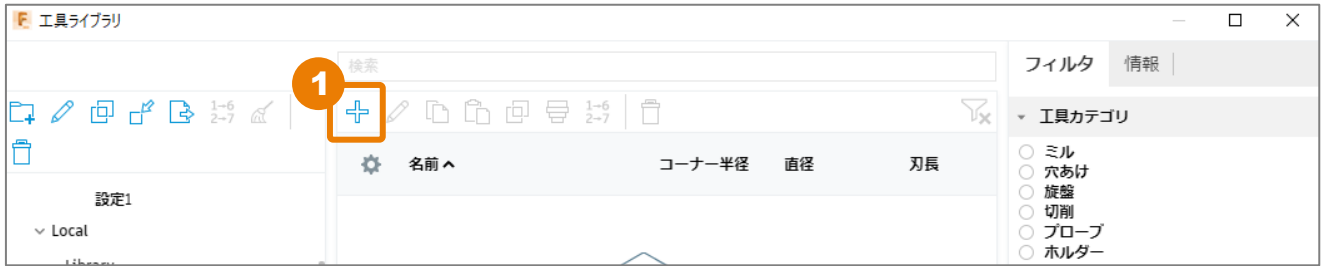 工具ライブラリ
検索
フィルタ 情報
1
1→6
2→7
1→6
2→7
工具カテゴリ
名前 コーナー半径 直径 刃長
ミル
穴あけ
旋盤
切削
プローブ
ホルダー
設定1
Local
Library